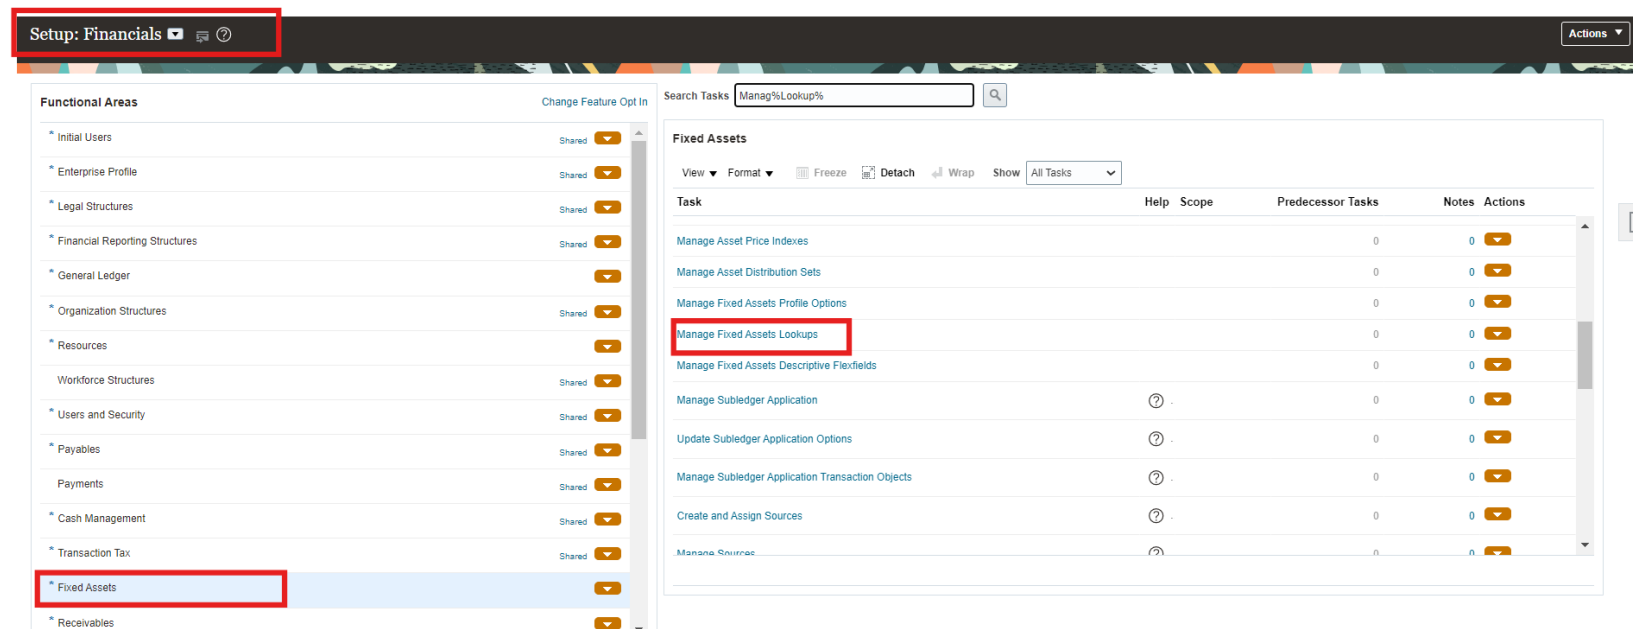 Setup: Financials
Actions
Functional Areas
Change Feature Opt In
* Initial Users Shared
* Enterprise Profile Shared
* Legal Structures Shared
* Financial Reporting Structures Shared
* General Ledger
* Organization Structures Shared
* Resources
Workforce Structures Shared
* Users and Security Shared
* Payables Shared
Payments Shared
* Cash Management Shared
* Transaction Tax Shared
* Fixed Assets
* Receivables
Search Tasks Manag%Lookup%
Fixed Assets
View Format Freeze Detach Wrap Show All Tasks
Task Help Scope Predecessor Tasks Notes Actions
Manage Asset Price Indexes 0 0
Manage Asset Distribution Sets 0 0
Manage Fixed Assets Profile Options 0 0
Manage Fixed Assets Lookups 0 0
Manage Fixed Assets Descriptive Flexfields 0 0
Manage Subledger Application ? . 0 0
Update Subledger Application Options ? . 0 0
Manage Subledger Application Transaction Objects ? . 0 0
Create and Assign Sources ? . 0 0
Manage Sources ? 0 0